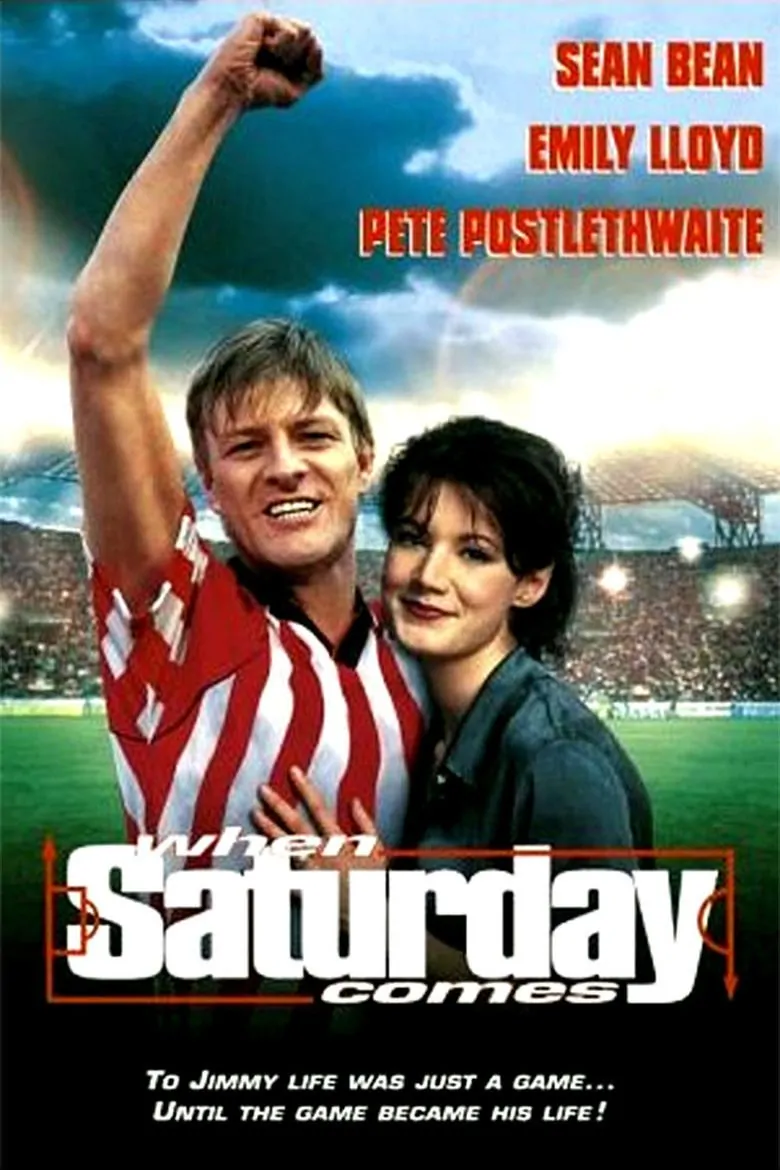 SEAN BEAN
EMILY LLOYD
PETE POSTLETHWAITE
when
Saturday
comes
TO JIMMY LIFE WAS JUST A GAME...
UNTIL THE GAME BECAME HIS LIFE!